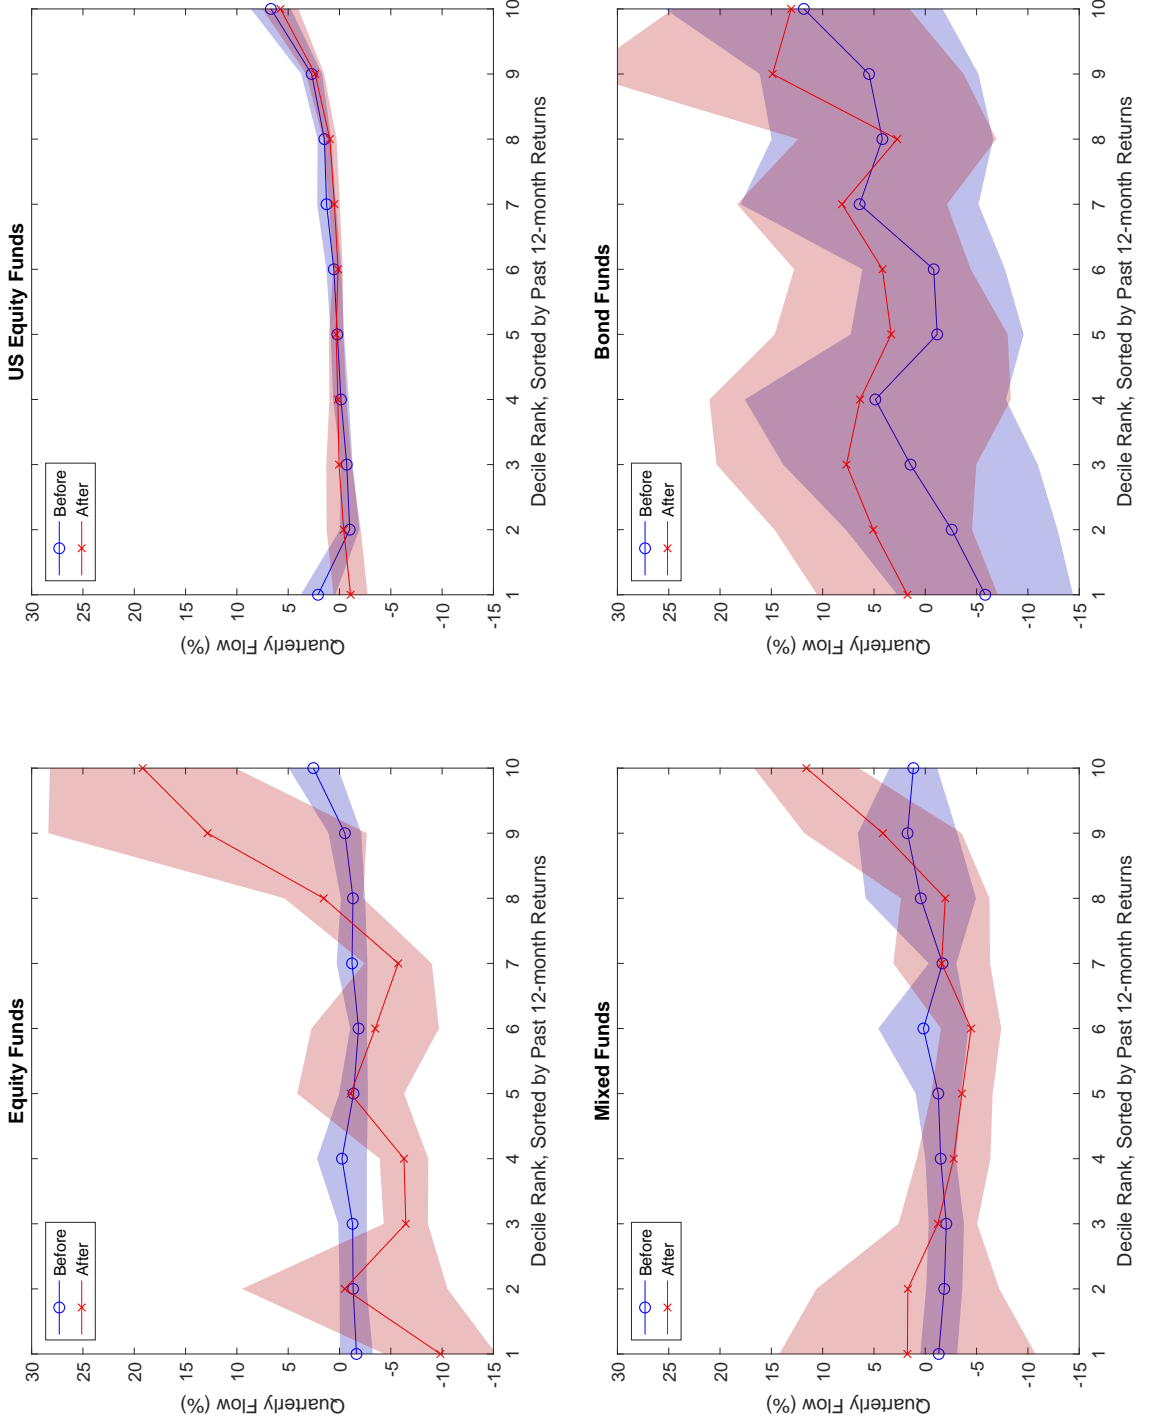 Equity Funds
Before
After
30
25
20
15
10
5
0
-5
-10
-15
Quarterly Flow (%)
1 2 3 4 5 6 7 8 9 10
Decile Rank, Sorted by Past 12-month Returns
US Equity Funds
Before
After
30
25
20
15
10
5
0
-5
-10
-15
Quarterly Flow (%)
1 2 3 4 5 6 7 8 9 10
Decile Rank, Sorted by Past 12-month Returns
Mixed Funds
Before
After
30
25
20
15
10
5
0
-5
-10
-15
Quarterly Flow (%)
1 2 3 4 5 6 7 8 9 10
Decile Rank, Sorted by Past 12-month Returns
Bond Funds
Before
After
30
25
20
15
10
5
0
-5
-10
-15
Quarterly Flow (%)
1 2 3 4 5 6 7 8 9 10
Decile Rank, Sorted by Past 12-month Returns